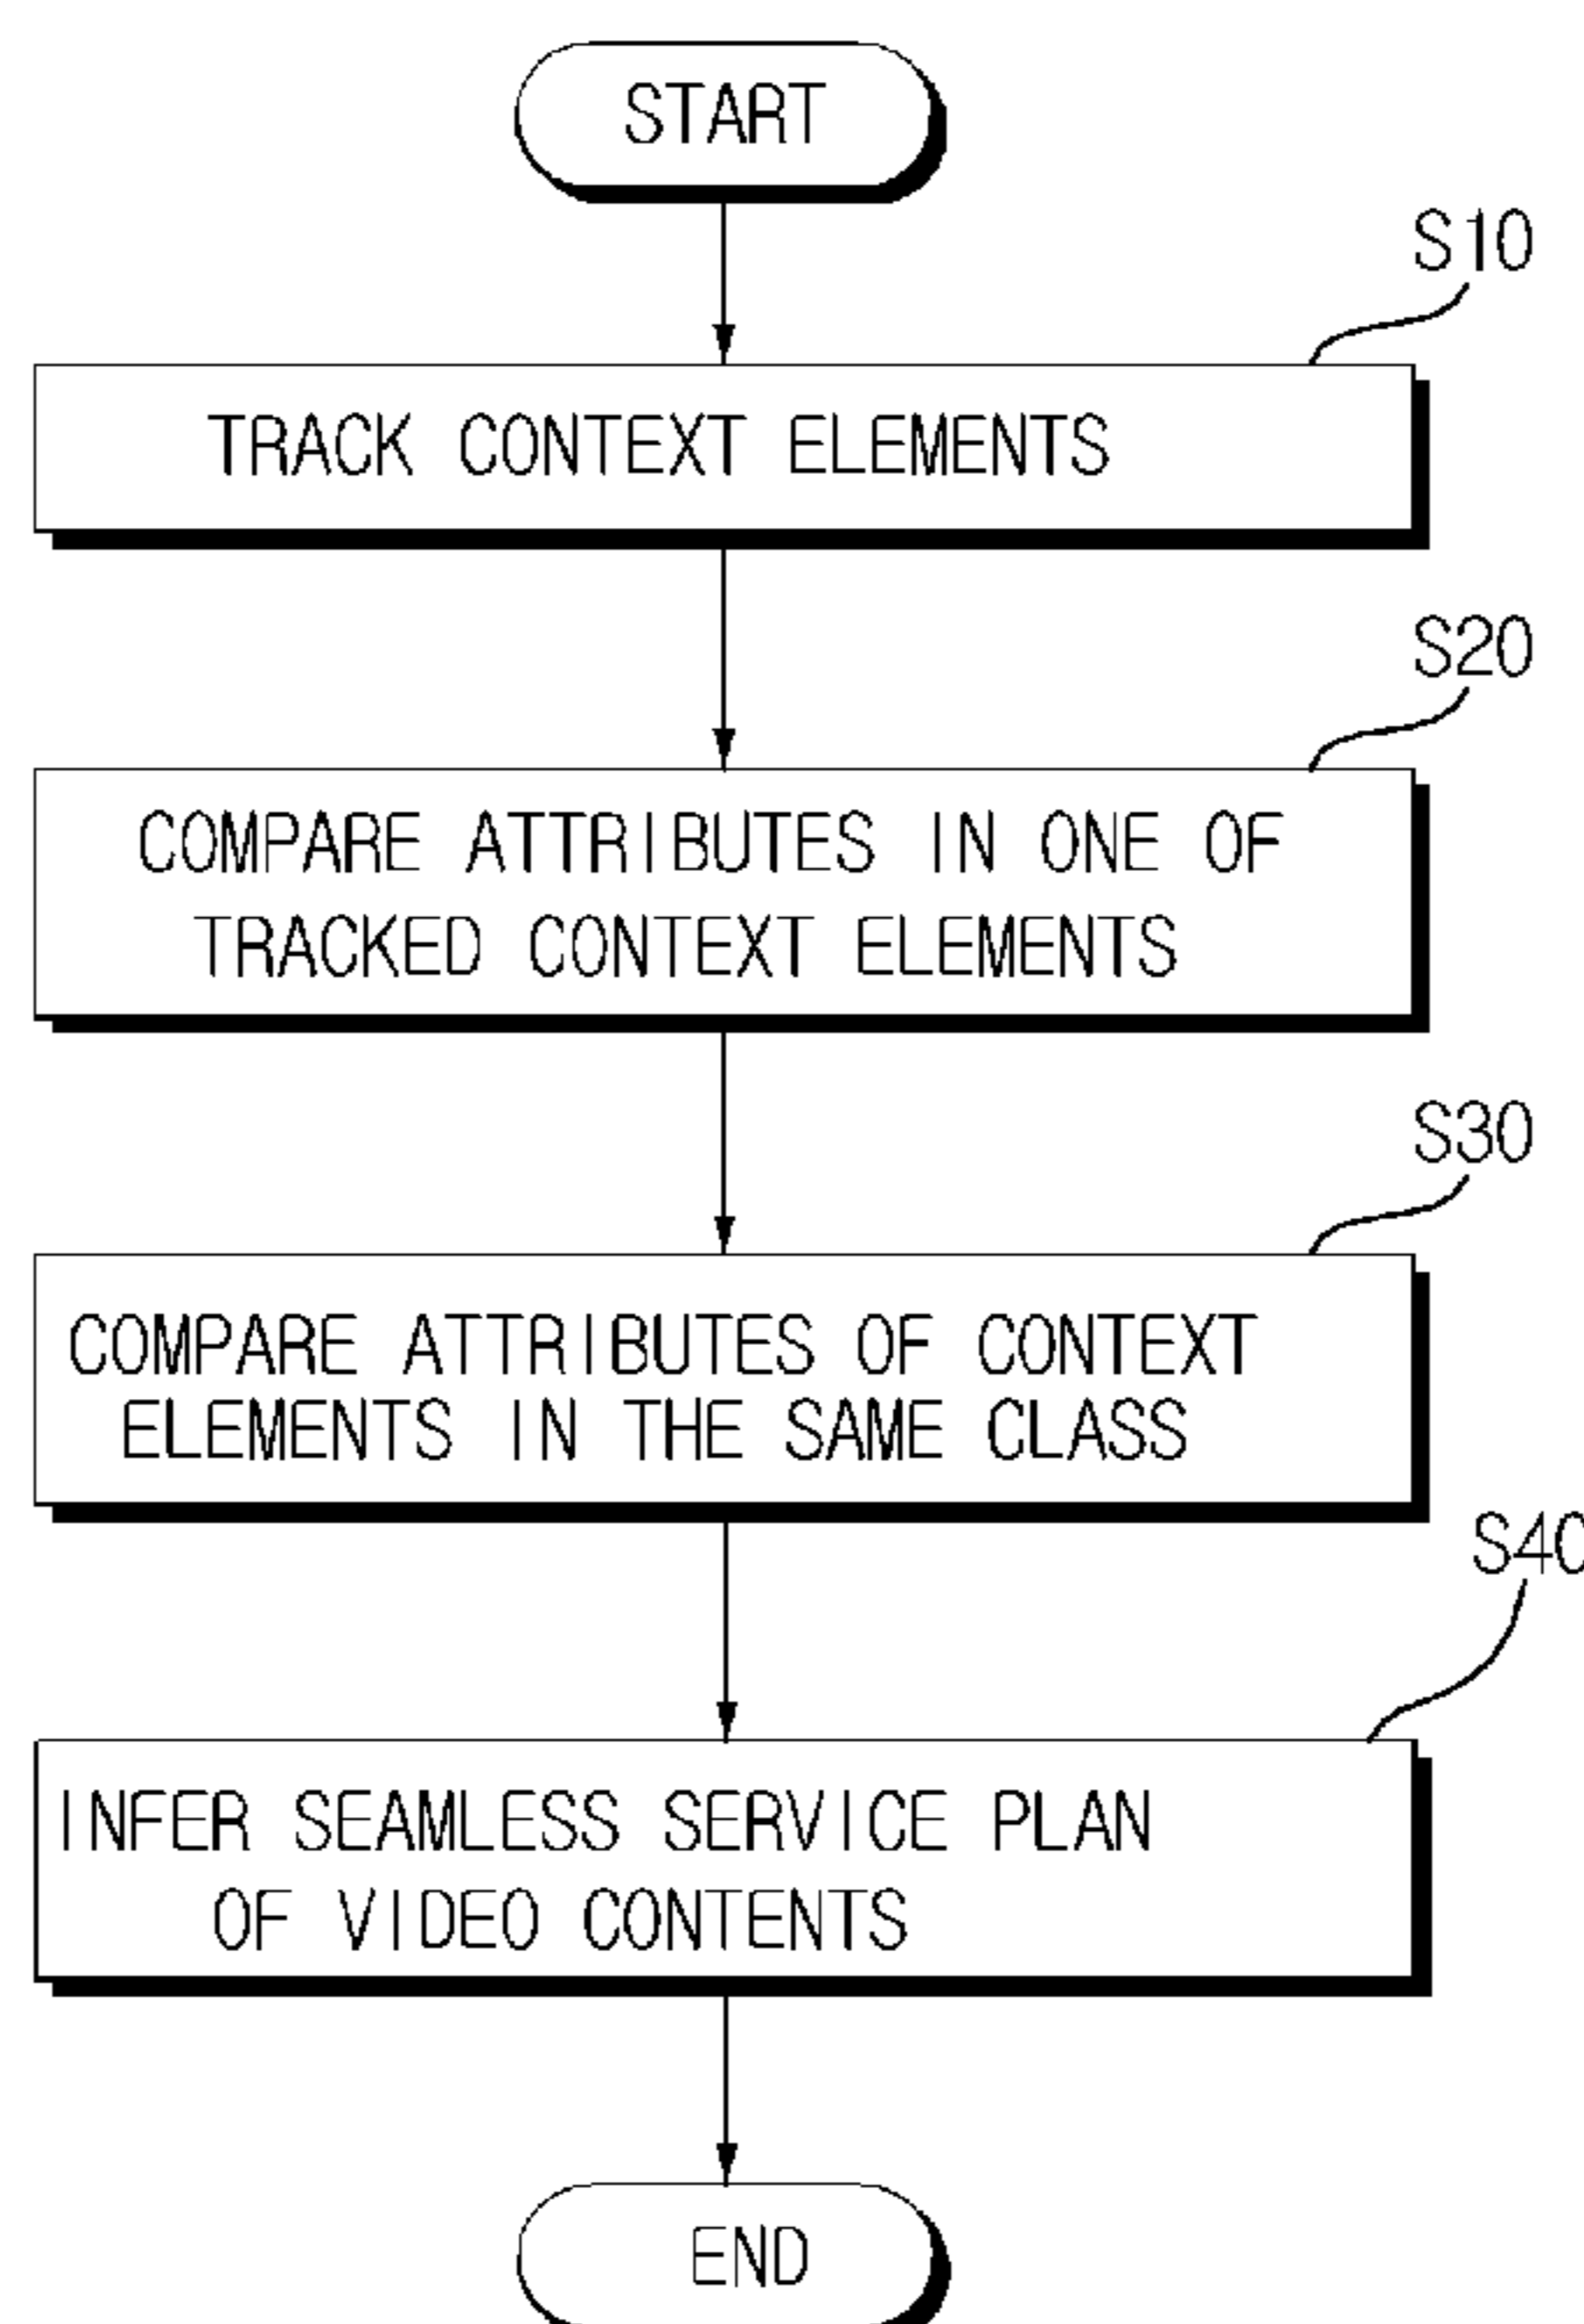 START
S10
TRACK CONTEXT ELEMENTS
S20
COMPARE ATTRIBUTES IN ONE OF
TRACKED CONTEXT ELEMENTS
S30
COMPARE ATTRIBUTES OF CONTEXT
ELEMENTS IN THE SAME CLASS
S40
INFER SEAMLESS SERVICE PLAN
OF VIDEO CONTENTS
END